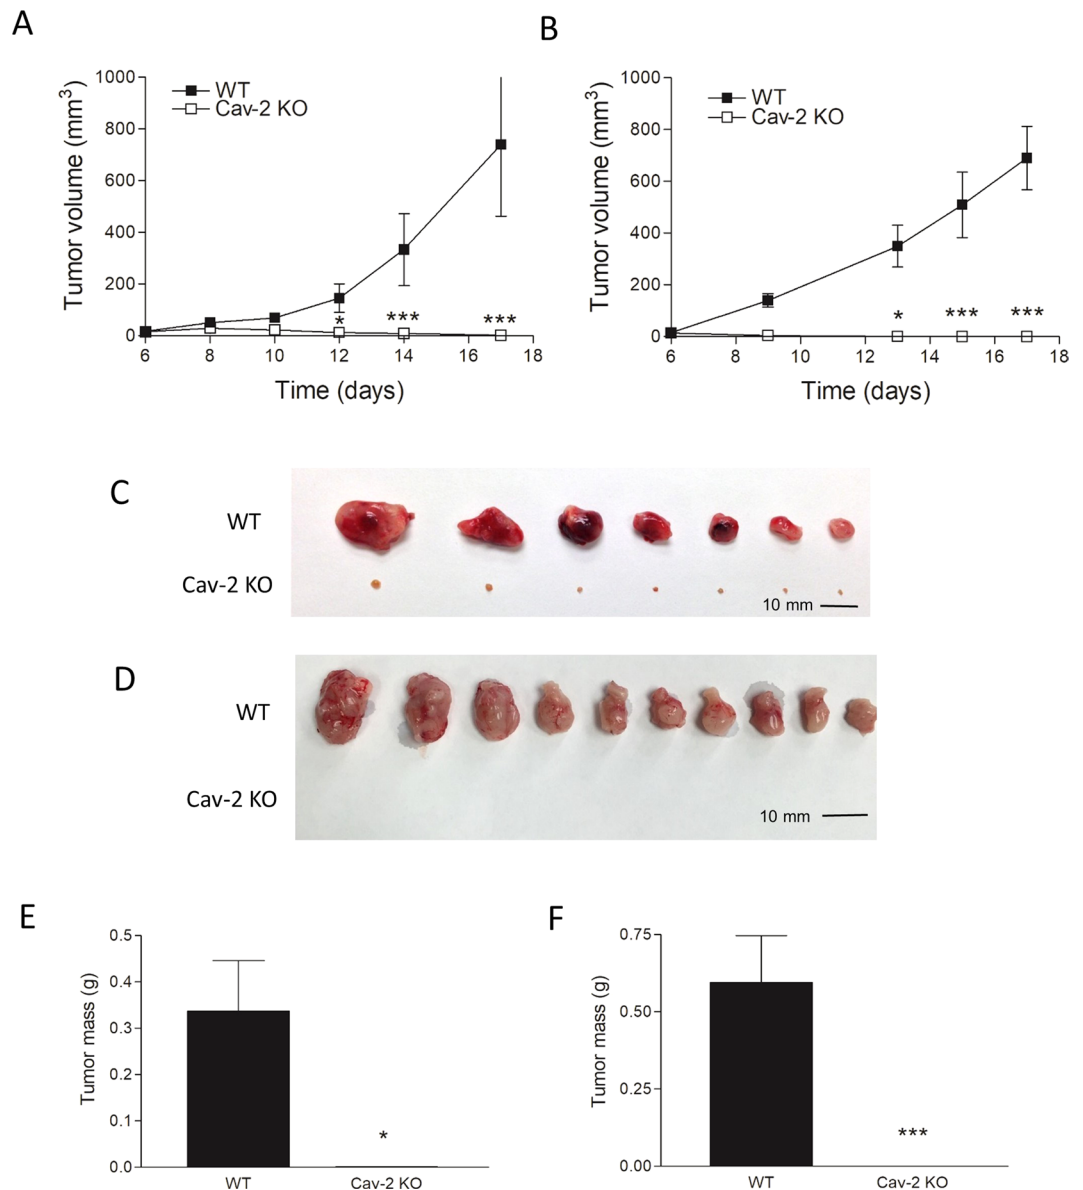 A
B
1000
800
600
400
200
0
Tumor volume (mm³)
WT
Cav-2 KO
* *** ***
6 8 10 12 14 16 18
Time (days)
1000
800
600
400
200
0
Tumor volume (mm³)
WT
Cav-2 KO
* *** ***
6 8 10 12 14 16 18
Time (days)
C
WT
Cav-2 KO
10 mm
D
WT
Cav-2 KO
10 mm
E
0.5
0.4
0.3
0.2
0.1
0.0
Tumor mass (g)
*
WT Cav-2 KO
F
0.75
0.50
0.25
0.00
Tumor mass (g)
***
WT Cav-2 KO